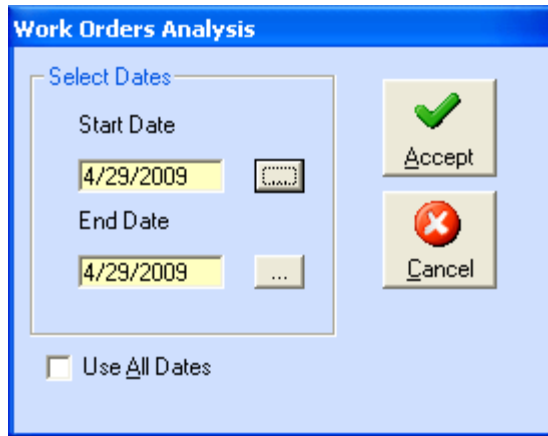 Work Orders Analysis
Select Dates
Start Date
4/29/2009
...
End Date
4/29/2009
...
Use All Dates
Accept
Cancel